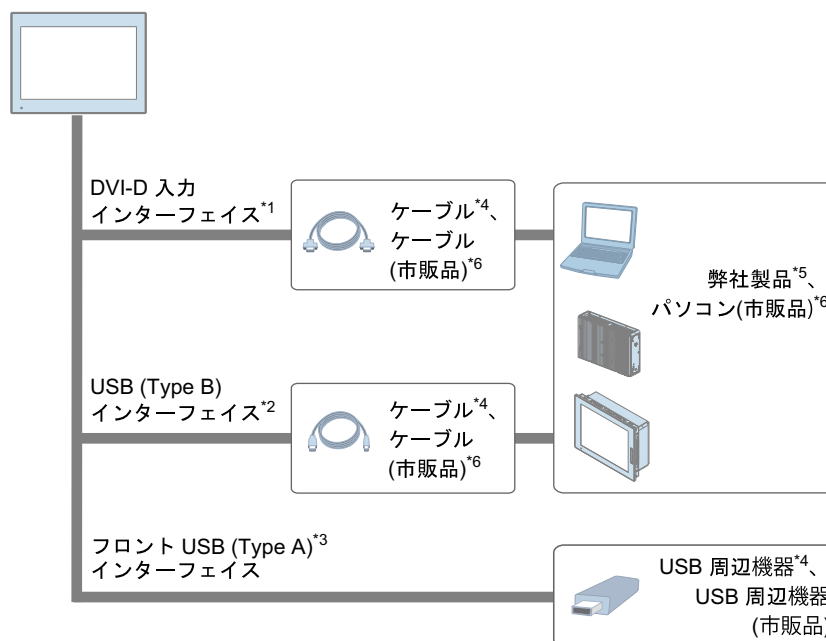 DVI-D 入力
インターフェイス*1
ケーブル*4、
ケーブル
(市販品)*6
弊社製品*5、
パソコン(市販品)*6
USB (Type B)
インターフェイス*2
ケーブル*4、
ケーブル
(市販品)*6
フロント USB (Type A)*3
インターフェイス
USB 周辺機器*4、
USB 周辺機器
(市販品)